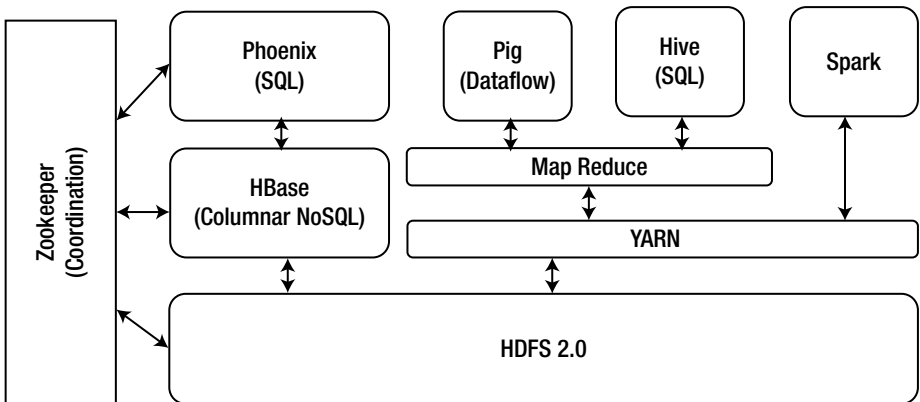 Zookeeper
(Coordination)
Phoenix
(SQL)
Pig
(Dataflow)
Hive
(SQL)
Spark
Map Reduce
HBase
(Columnar NoSQL)
YARN
HDFS 2.0